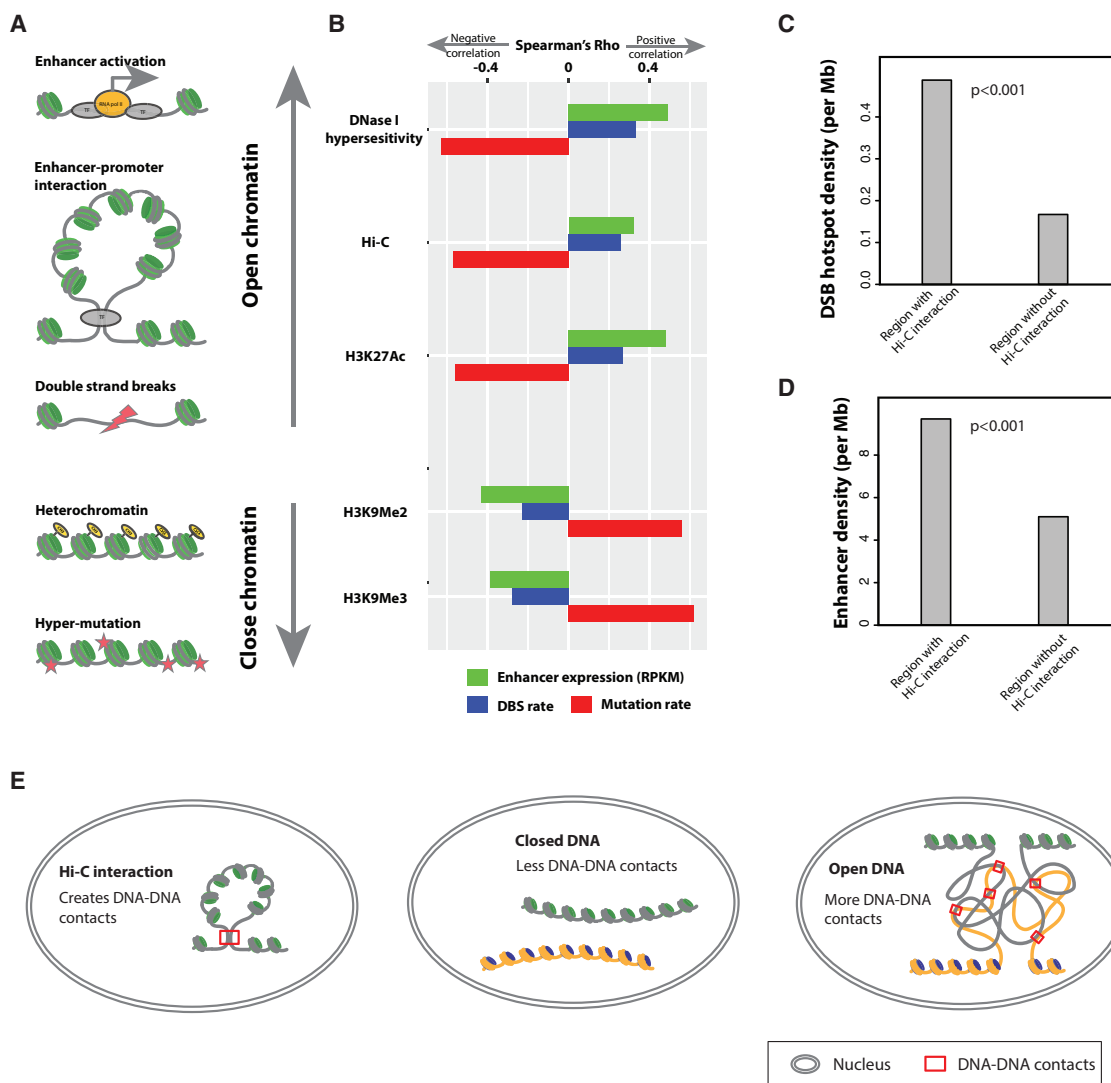 A
Enhancer activation
TF
RNA pol II
TF
Enhancer-promoter
interaction
TF
Double strand breaks
Open chromatin
Heterochromatin
Hyper-mutation
Close chromatin
B
Negative
correlation
Spearman's Rho
Positive
correlation
-0.4
0
0.4
DNase I
hypersesitivity
Hi-C
H3K27Ac
H3K9Me2
H3K9Me3
Enhancer expression (RPKM)
DBS rate
Mutation rate
C
DSB hotspot density (per Mb)
0.4
0.3
0.2
0.1
0.0
p<0.001
Region with
Hi-C interaction
Region without
Hi-C interaction
D
Enhancer density (per Mb)
8
6
4
2
0
p<0.001
Region with
Hi-C interaction
Region without
Hi-C interaction
E
Hi-C interaction
Creates DNA-DNA
contacts
Closed DNA
Less DNA-DNA contacts
Open DNA
More DNA-DNA
contacts
Nucleus
DNA-DNA contacts